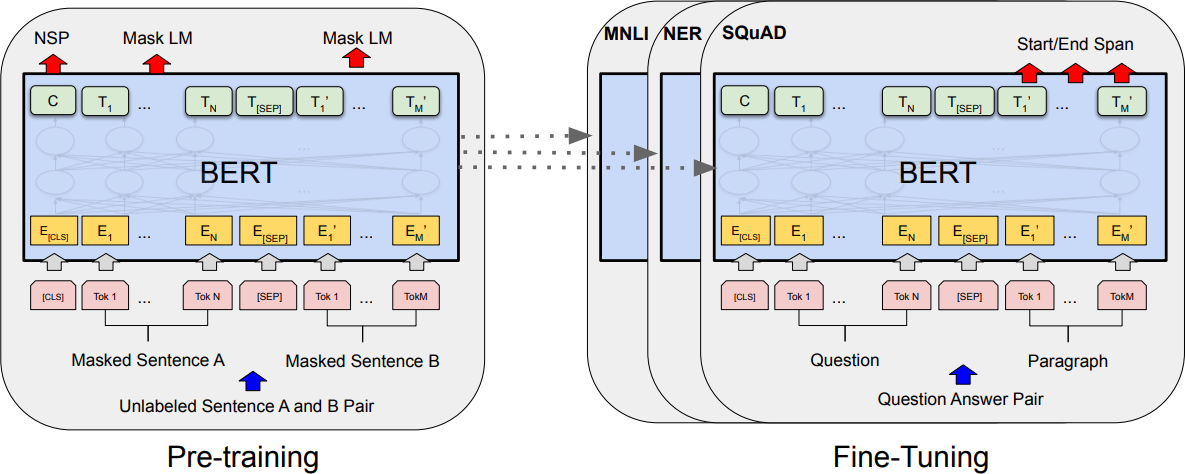 NSP Mask LM Mask LM
C T1 ... TN T[SEP] T1’ ... TM’
...
BERT
...
E[CLS] E1 ... EN E[SEP] E1’ ... EM’
[CLS] Tok 1 ... Tok N [SEP] Tok 1 ... TokM
Masked Sentence A Masked Sentence B
Unlabeled Sentence A and B Pair
Pre-training
MNLI NER SQuAD
Start/End Span
C T1 ... TN T[SEP] T1’ ... TM’
...
BERT
...
E[CLS] E1 ... EN E[SEP] E1’ ... EM’
[CLS] Tok 1 ... Tok N [SEP] Tok 1 ... TokM
Question Paragraph
Question Answer Pair
Fine-Tuning